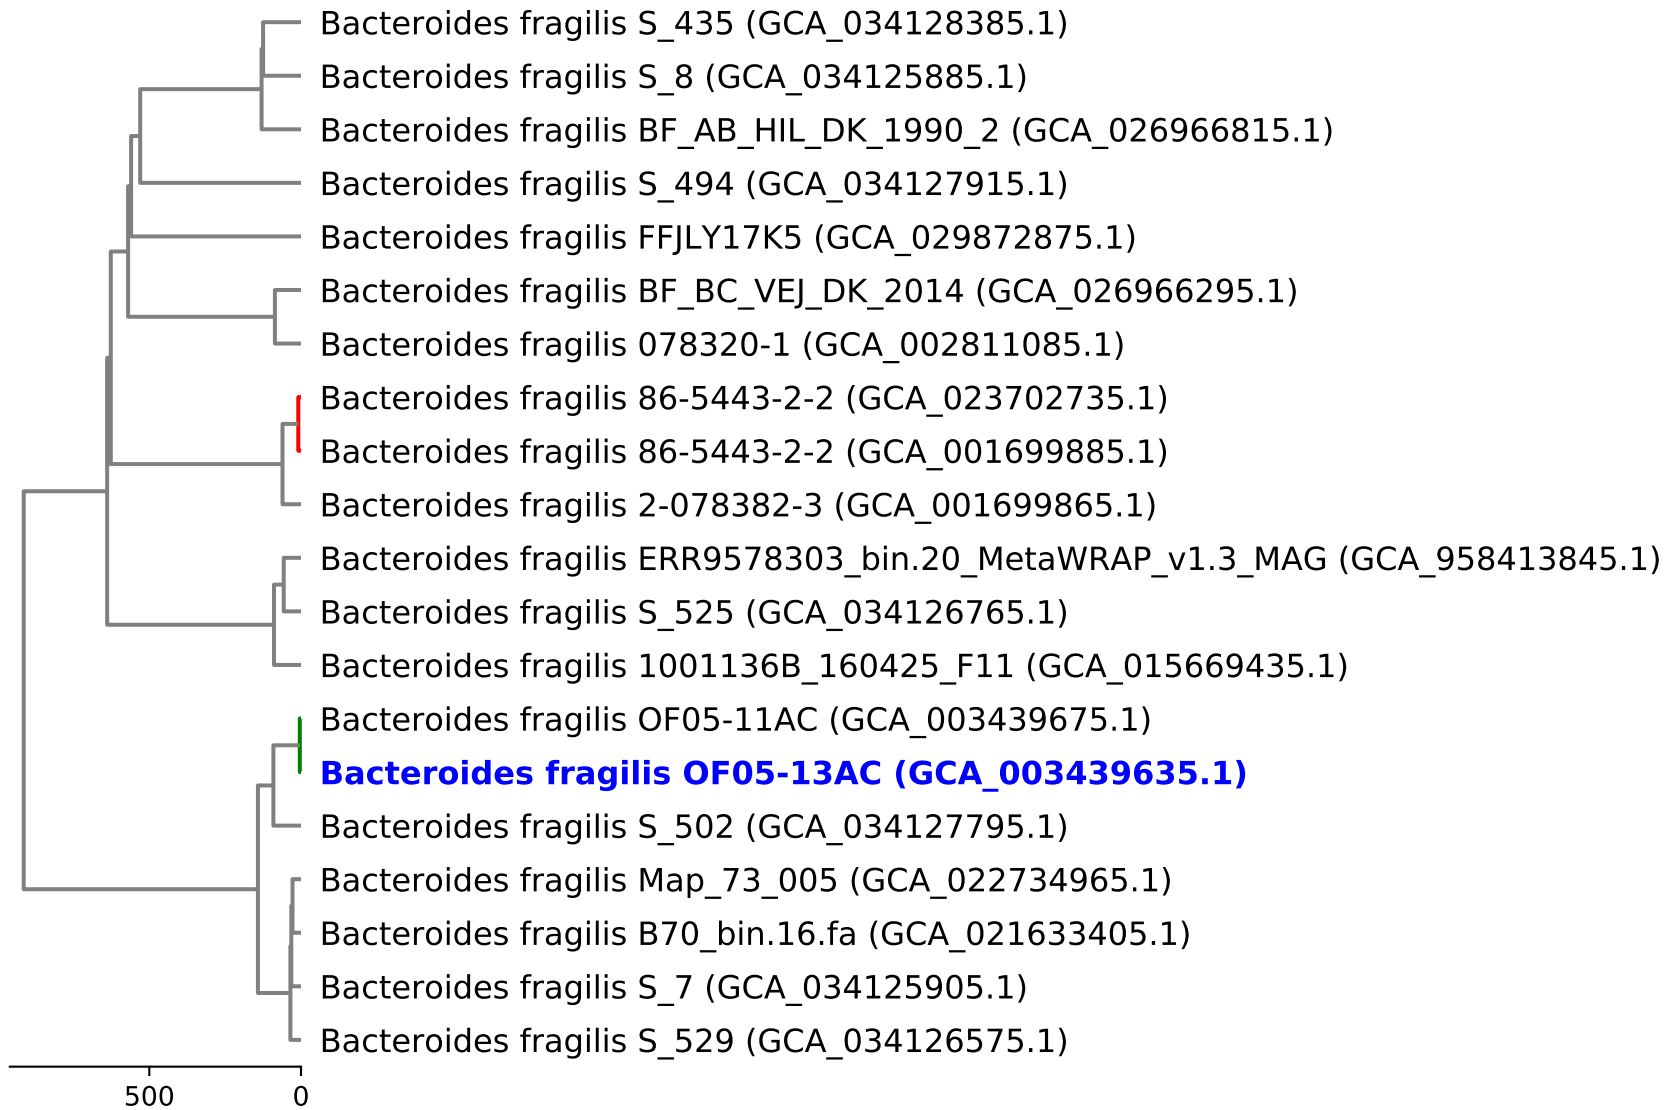 Bacteroides fragilis S_435 (GCA_034128385.1)
Bacteroides fragilis S_8 (GCA_034125885.1)
Bacteroides fragilis BF_AB_HIL_DK_1990_2 (GCA_026966815.1)
Bacteroides fragilis S_494 (GCA_034127915.1)
Bacteroides fragilis FFJLY17K5 (GCA_029872875.1)
Bacteroides fragilis BF_BC_VEJ_DK_2014 (GCA_026966295.1)
Bacteroides fragilis 078320-1 (GCA_002811085.1)
Bacteroides fragilis 86-5443-2-2 (GCA_023702735.1)
Bacteroides fragilis 86-5443-2-2 (GCA_001699885.1)
Bacteroides fragilis 2-078382-3 (GCA_001699865.1)
Bacteroides fragilis ERR9578303_bin.20_MetaWRAP_v1.3_MAG (GCA_958413845.1)
Bacteroides fragilis S_525 (GCA_034126765.1)
Bacteroides fragilis 1001136B_160425_F11 (GCA_015669435.1)
Bacteroides fragilis OF05-11AC (GCA_003439675.1)
Bacteroides fragilis OF05-13AC (GCA_003439635.1)
Bacteroides fragilis S_502 (GCA_034127795.1)
Bacteroides fragilis Map_73_005 (GCA_022734965.1)
Bacteroides fragilis B70_bin.16.fa (GCA_021633405.1)
Bacteroides fragilis S_7 (GCA_034125905.1)
Bacteroides fragilis S_529 (GCA_034126575.1)
500 0